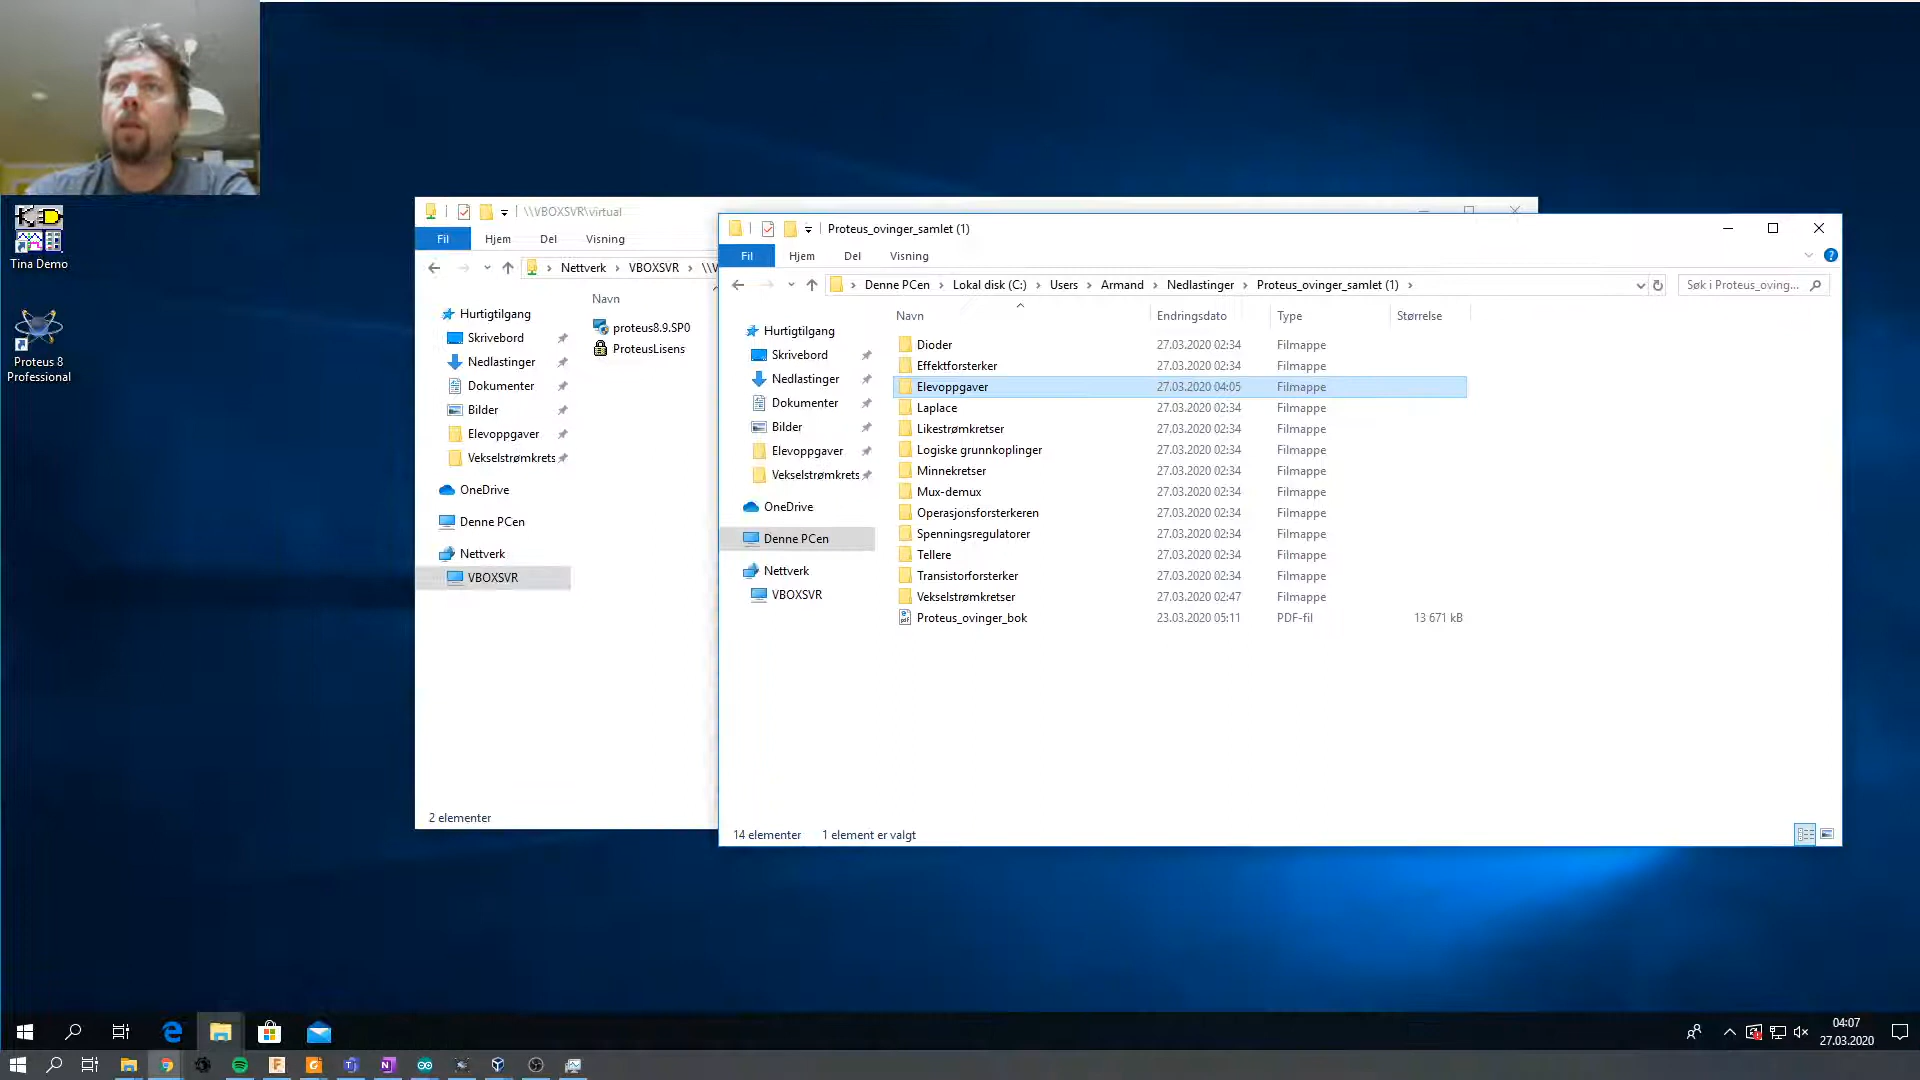 Tina Demo
Proteus 8
Professional
\\VBOXSVR\virtual
Fil
Hjem
Del
Visning
Nettverk
VBOXSVR
Navn
Hurtigtilgang
Skrivebord
Nedlastinger
Dokumenter
Bilder
Elevoppgaver
Vekselstrømkrets
OneDrive
Denne PCen
Nettverk
VBOXSVR
proteus8.9.SP0
ProteusLisens
2 elementer
Proteus_ovinger_samlet (1)
Fil
Hjem
Del
Visning
Denne PCen
Lokal disk (C:)
Users
Armand
Nedlastinger
Proteus_ovinger_samlet (1)
Søk i Proteus_oving...
Hurtigtilgang
Skrivebord
Nedlastinger
Dokumenter
Bilder
Elevoppgaver
Vekselstrømkrets
OneDrive
Denne PCen
Nettverk
VBOXSVR
Navn Endringsdato Type Størrelse
Dioder 27.03.2020 02:34 Filmappe
Effektforsterker 27.03.2020 02:34 Filmappe
Elevoppgaver 27.03.2020 04:05 Filmappe
Laplace 27.03.2020 02:34 Filmappe
Likestrømkretser 27.03.2020 02:34 Filmappe
Logiske grunnkoplinger 27.03.2020 02:34 Filmappe
Minnekretser 27.03.2020 02:34 Filmappe
Mux-demux 27.03.2020 02:34 Filmappe
Operasjonsforsterkeren 27.03.2020 02:34 Filmappe
Spenningsregulatorer 27.03.2020 02:34 Filmappe
Tellere 27.03.2020 02:34 Filmappe
Transistorforsterker 27.03.2020 02:34 Filmappe
Vekselstrømkretser 27.03.2020 02:47 Filmappe
Proteus_ovinger_bok 23.03.2020 05:11 PDF-fil 13 671 kB
14 elementer 1 element er valgt
04:07
27.03.2020